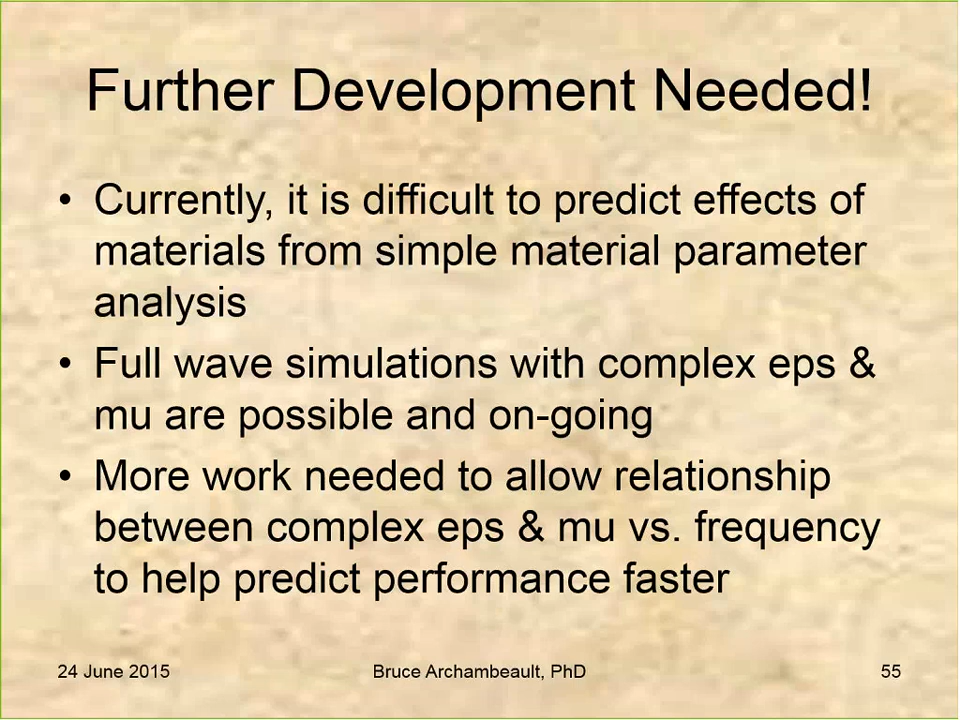 Further Development Needed!
• Currently, it is difficult to predict effects of
materials from simple material parameter
analysis
• Full wave simulations with complex eps &
mu are possible and on-going
• More work needed to allow relationship
between complex eps & mu vs. frequency
to help predict performance faster
24 June 2015 Bruce Archambeault, PhD 55